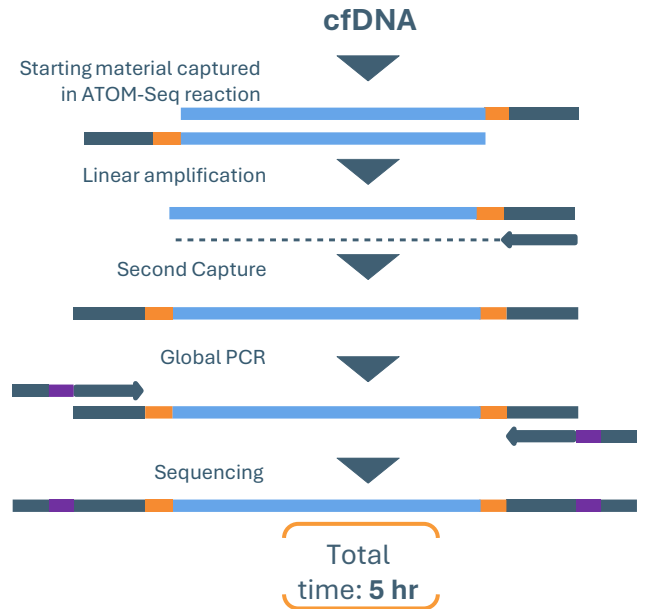 cfDNA
Starting material captured
in ATOM-Seq reaction
Linear amplification
Second Capture
Global PCR
Sequencing
Total
time: 5 hr